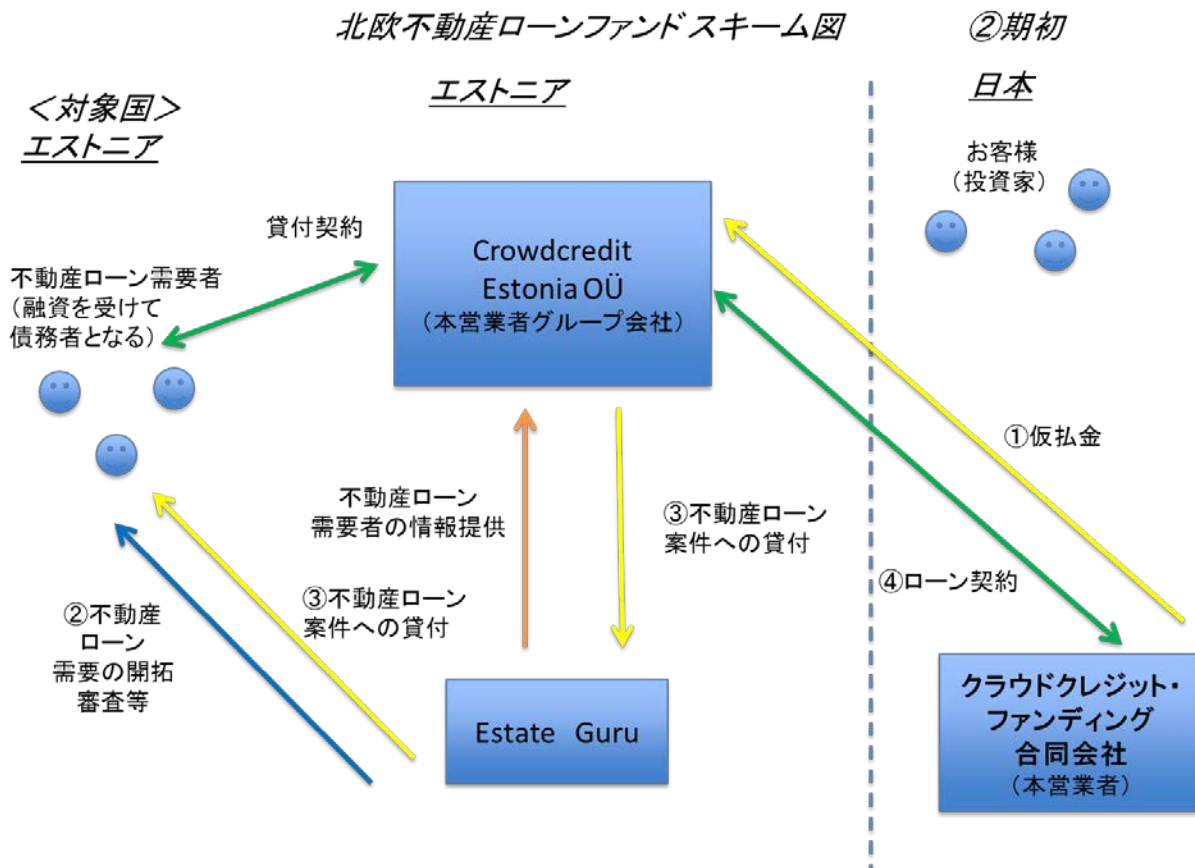 北欧不動産ローンファンド スキーム図
②期初
＜対象国＞
エストニア
エストニア
日本
お客様
（投資家）
貸付契約
Crowdcredit
Estonia OÜ
（本営業者グループ会社）
不動産ローン需要者
（融資を受けて
債務者となる）
①仮払金
不動産ローン
需要者の情報提供
③不動産ローン
案件への貸付
④ローン契約
②不動産
ローン
需要の開拓
審査等
③不動産ローン
案件への貸付
Estate Guru
クラウドクレジット・
ファンディング
合同会社
（本営業者）